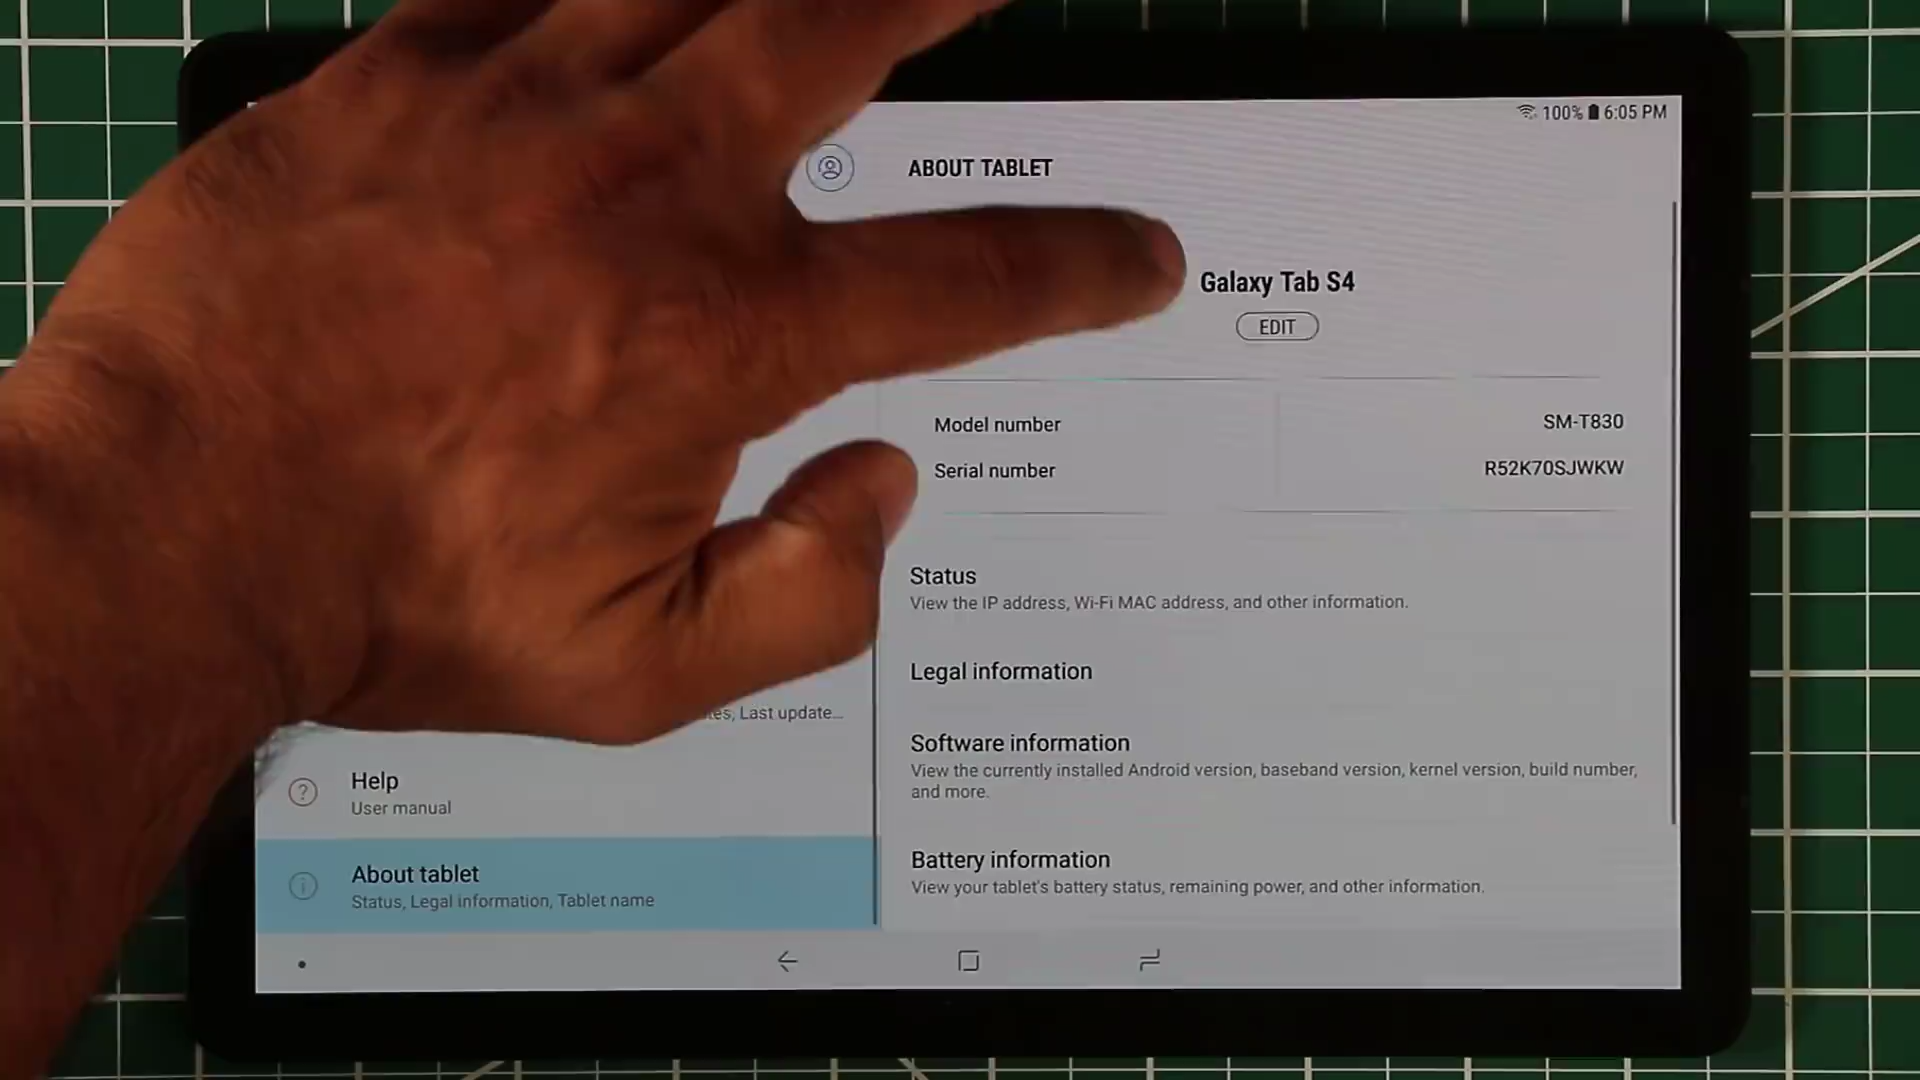 100% 6:05 PM
ABOUT TABLET
Galaxy Tab S4
EDIT
Model number SM-T830
Serial number R52K70SJWKW
Status
View the IP address, Wi-Fi MAC address, and other information.
Legal information
Software information
View the currently installed Android version, baseband version, kernel version, build number,
and more.
Battery information
View your tablet's battery status, remaining power, and other information.
Last update...
Help
User manual
About tablet
Status, Legal information, Tablet name